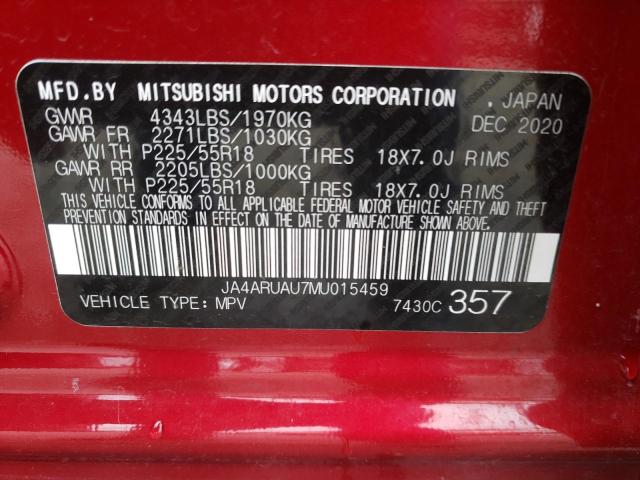 MFD.BY MITSUBISHI MOTORS CORPORATION , JAPAN
GVWR 4343LBS/1970KG DEC 2020
GAWR FR 2271LBS/1030KG
WITH P225/55R18 TIRES 18X7.0J RIMS
GAWR RR 2205LBS/1000KG
WITH P225/55R18 TIRES 18X7.0J RIMS
THIS VEHICLE CONFORMS TO ALL APPLICABLE FEDERAL MOTOR VEHICLE SAFETY AND THEFT
PREVENTION STANDARDS IN EFFECT ON THE DATE OF MANUFACTURE SHOWN ABOVE.
JA4ARUAU7MU015459
VEHICLE TYPE: MPV 7430C 357